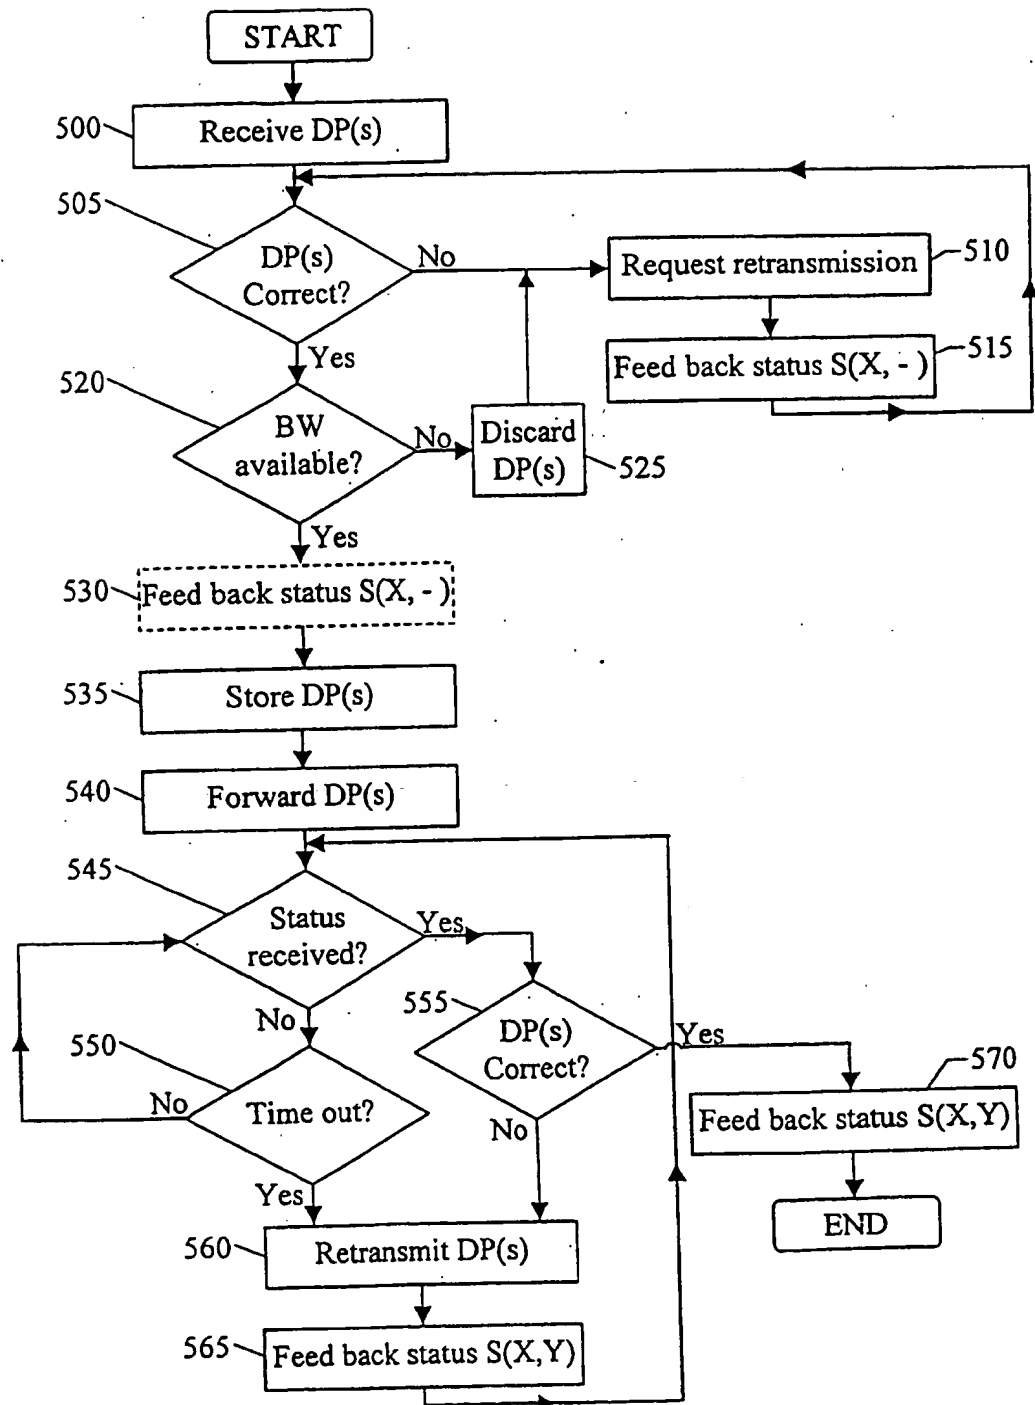 START
500
Receive DP(s)
505
DP(s)
Correct?
No
Request retransmission
510
Yes
Feed back status S(X, - )
515
520
BW
available?
No
Discard
DP(s)
525
Yes
530
Feed back status S(X, - )
535
Store DP(s)
540
Forward DP(s)
545
Status
received?
Yes
555
DP(s)
Correct?
Yes
No
550
Time out?
No
570
Feed back status S(X,Y)
No
Yes
END
560
Retransmit DP(s)
565
Feed back status S(X,Y)